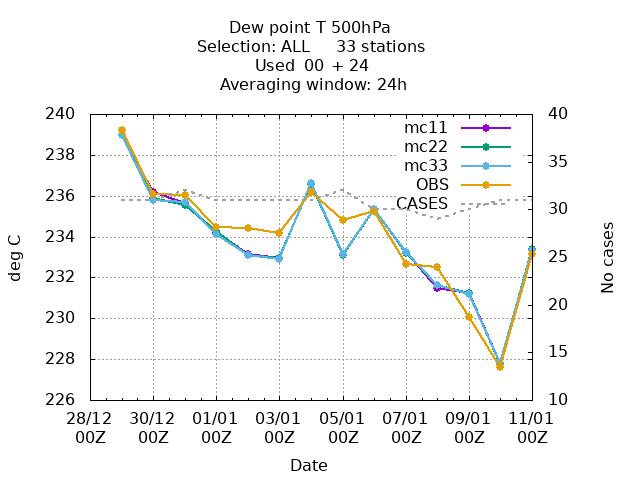 Dew point T 500hPa
Selection: ALL 33 stations
Used 00 + 24
Averaging window: 24h
240 40
mc11
mc22
238 35
mc33
OBS
236 CASES 30
234 25
deg C No cases
232 20
230
228 15
226 10
28/12 30/12 01/01 03/01 05/01 07/01 09/01 11/01
00Z 00Z 00Z 00Z 00Z 00Z 00Z 00Z
Date